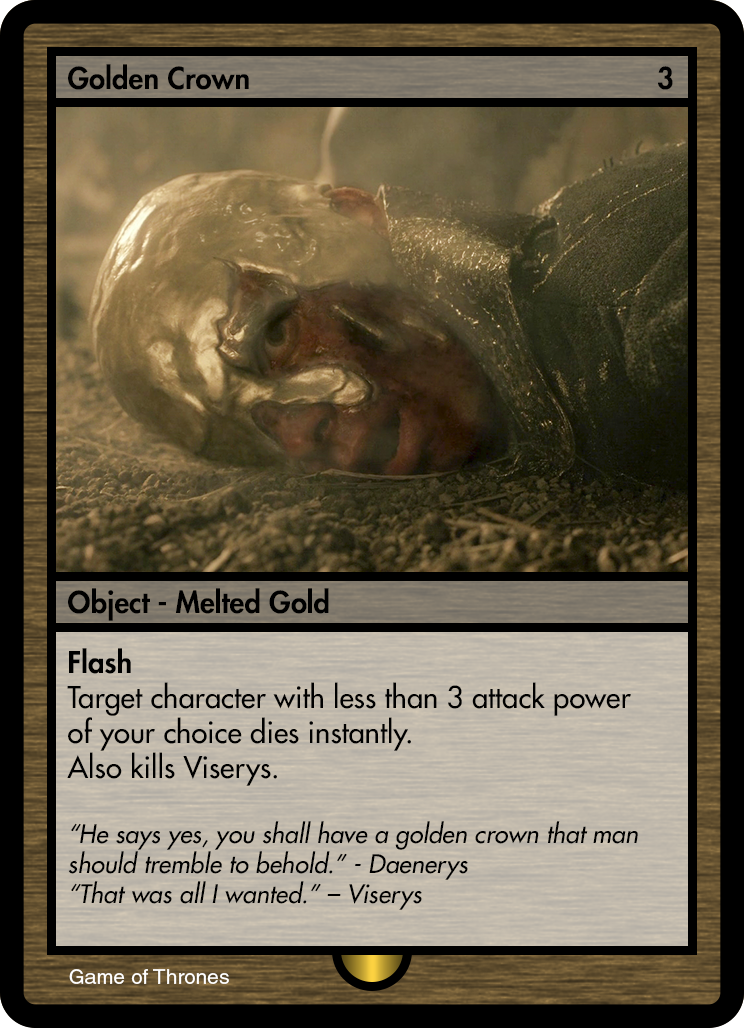 Golden Crown 3
Object - Melted Gold
Flash
Target character with less than 3 attack power
of your choice dies instantly.
Also kills Viserys.
“He says yes, you shall have a golden crown that man
should tremble to behold.” - Daenerys
“That was all I wanted.” – Viserys
Game of Thrones